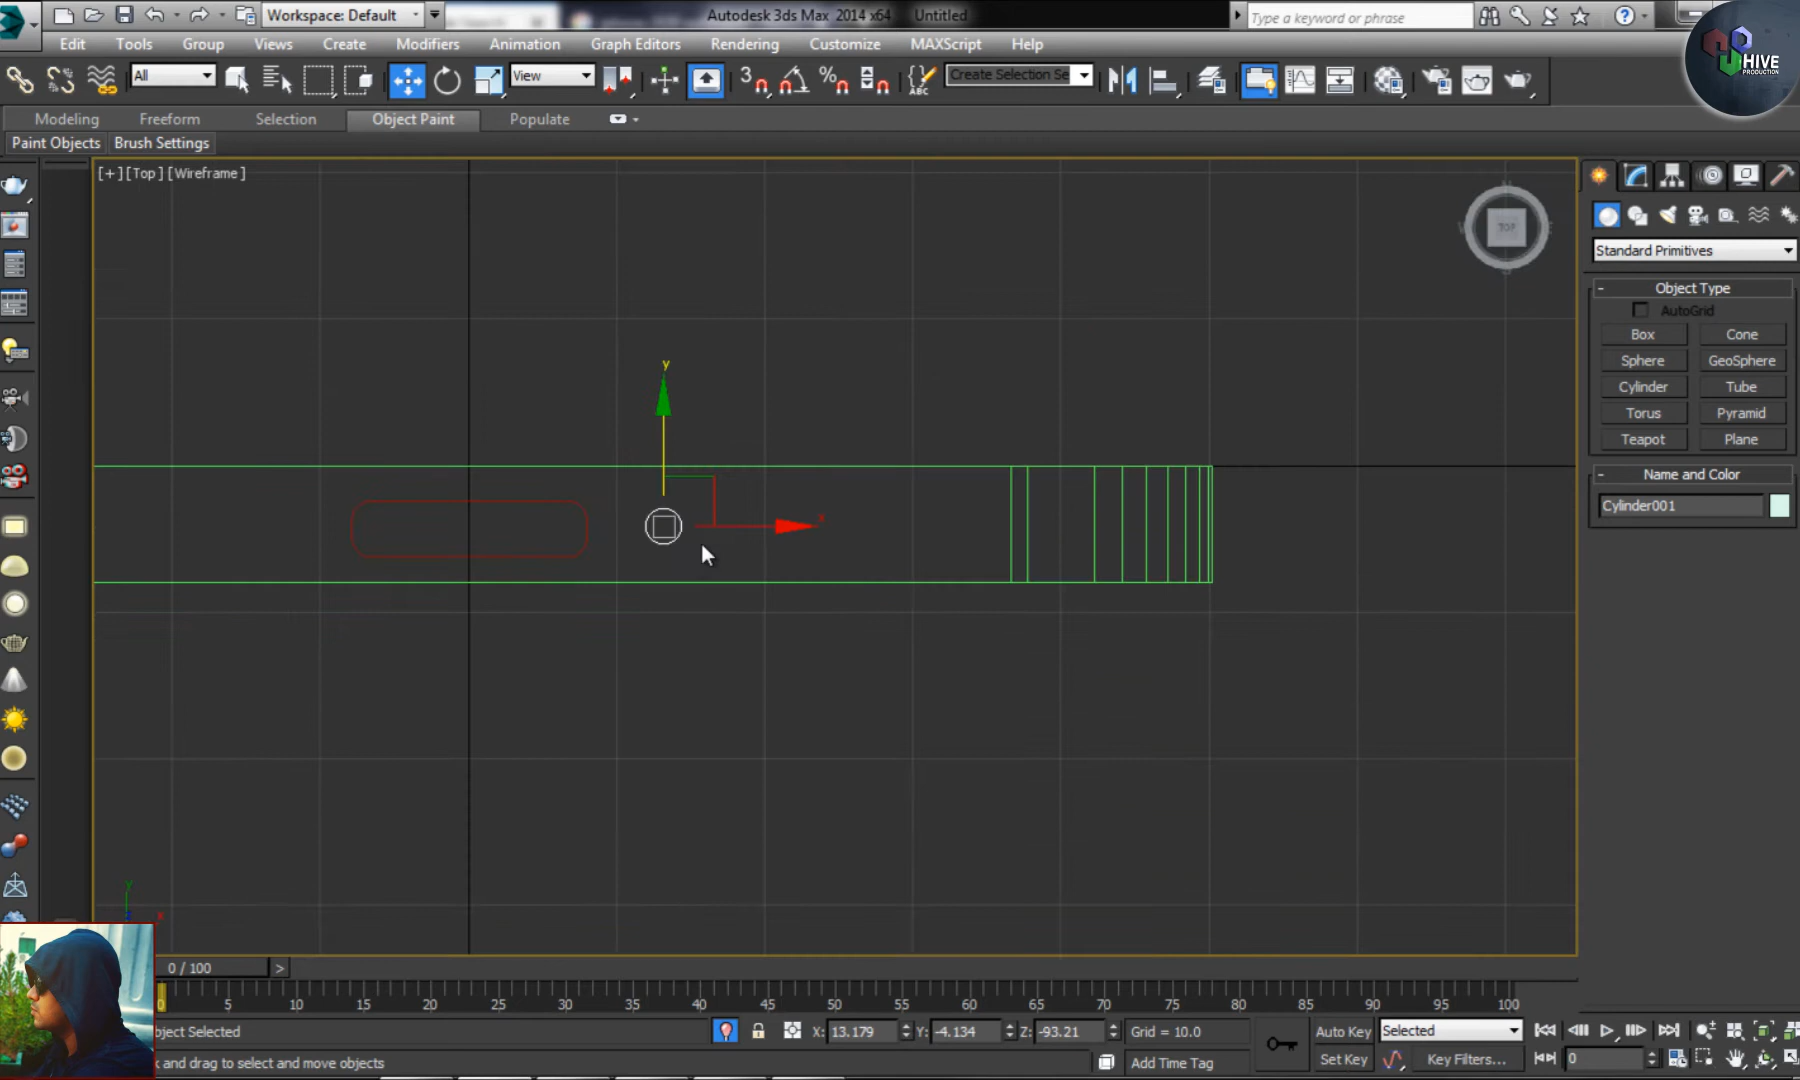 Workspace: Default
Autodesk 3ds Max 2014 x64 Untitled
Type a keyword or phrase
Edit Tools Group Views Create Modifiers Animation Graph Editors Rendering Customize MAXScript Help
All
View
3
%
ABC
Create Selection Se
HIVE
PRODUCTION
Modeling Freeform Selection Object Paint Populate
Paint Objects Brush Settings
[+][Top][Wireframe]
TOP
y
x
Standard Primitives
- Object Type
AutoGrid
Box Cone
Sphere GeoSphere
Cylinder Tube
Torus Pyramid
Teapot Plane
- Name and Color
Cylinder001
y
z x
0 / 100 >
0 5 10 15 20 25 30 35 40 45 50 55 60 65 70 75 80 85 90 95 100
bject Selected
X: 13.179 Y: -4.134 Z: -93.21 Grid = 10.0
Auto Key Selected
k and drag to select and move objects
Add Time Tag
Set Key Key Filters... 0